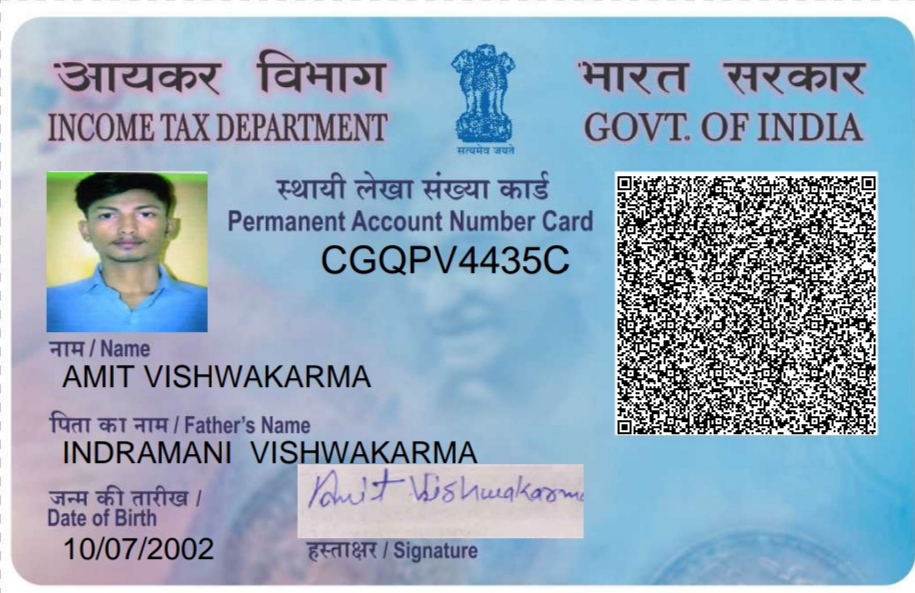 आयकर विभाग
INCOME TAX DEPARTMENT
सत्यमेव जयते
भारत सरकार
GOVT. OF INDIA
स्थायी लेखा संख्या कार्ड
Permanent Account Number Card
CGQPV4435C
नाम / Name
AMIT VISHWAKARMA
पिता का नाम / Father's Name
INDRAMANI VISHWAKARMA
जन्म की तारीख /
Date of Birth
10/07/2002
Amit Vishwakarma
हस्ताक्षर / Signature